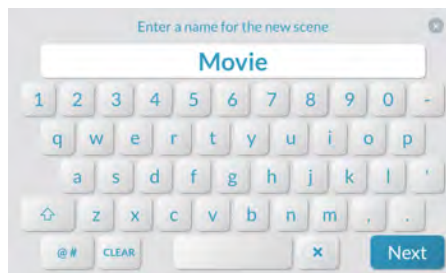 Enter a name for the new scene
Movie
1 2 3 4 5 6 7 8 9 0 -
q w e r t y u i o p
a s d f g h j k l '
z x c v b n m , .
@# CLEAR × Next